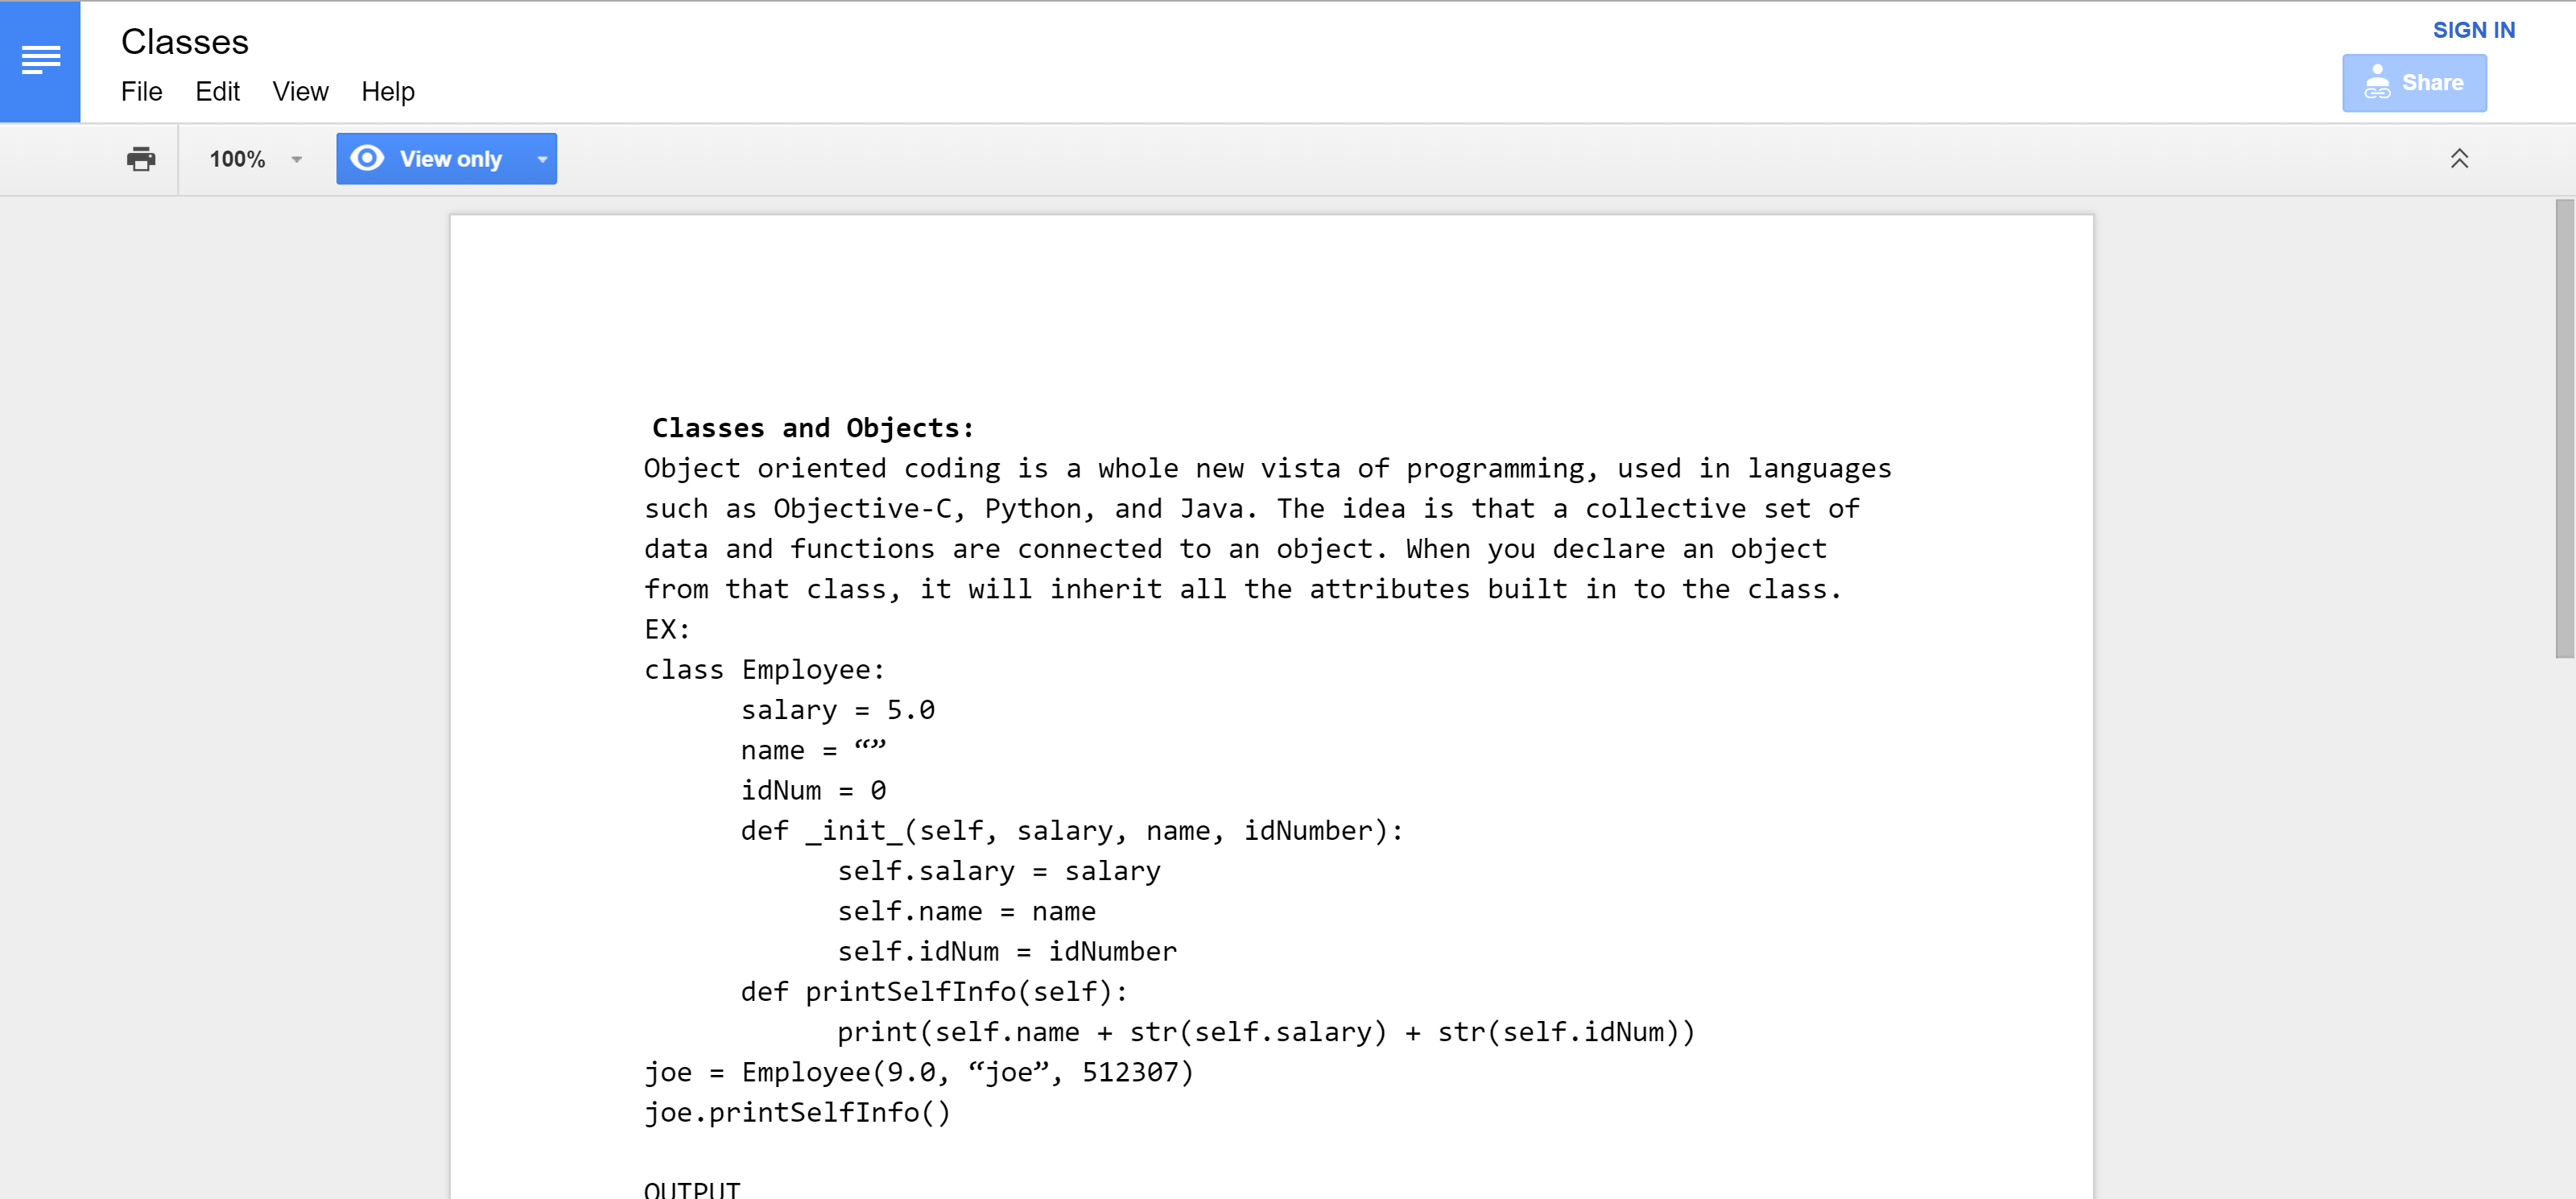 Classes
SIGN IN
File Edit View Help
Share
100% View only
Classes and Objects:
Object oriented coding is a whole new vista of programming, used in languages
such as Objective-C, Python, and Java. The idea is that a collective set of
data and functions are connected to an object. When you declare an object
from that class, it will inherit all the attributes built in to the class.
EX:
class Employee:
salary = 5.0
name = “”
idNum = 0
def _init_(self, salary, name, idNumber):
self.salary = salary
self.name = name
self.idNum = idNumber
def printSelfInfo(self):
print(self.name + str(self.salary) + str(self.idNum))
joe = Employee(9.0, “joe”, 512307)
joe.printSelfInfo()
OUTPUT